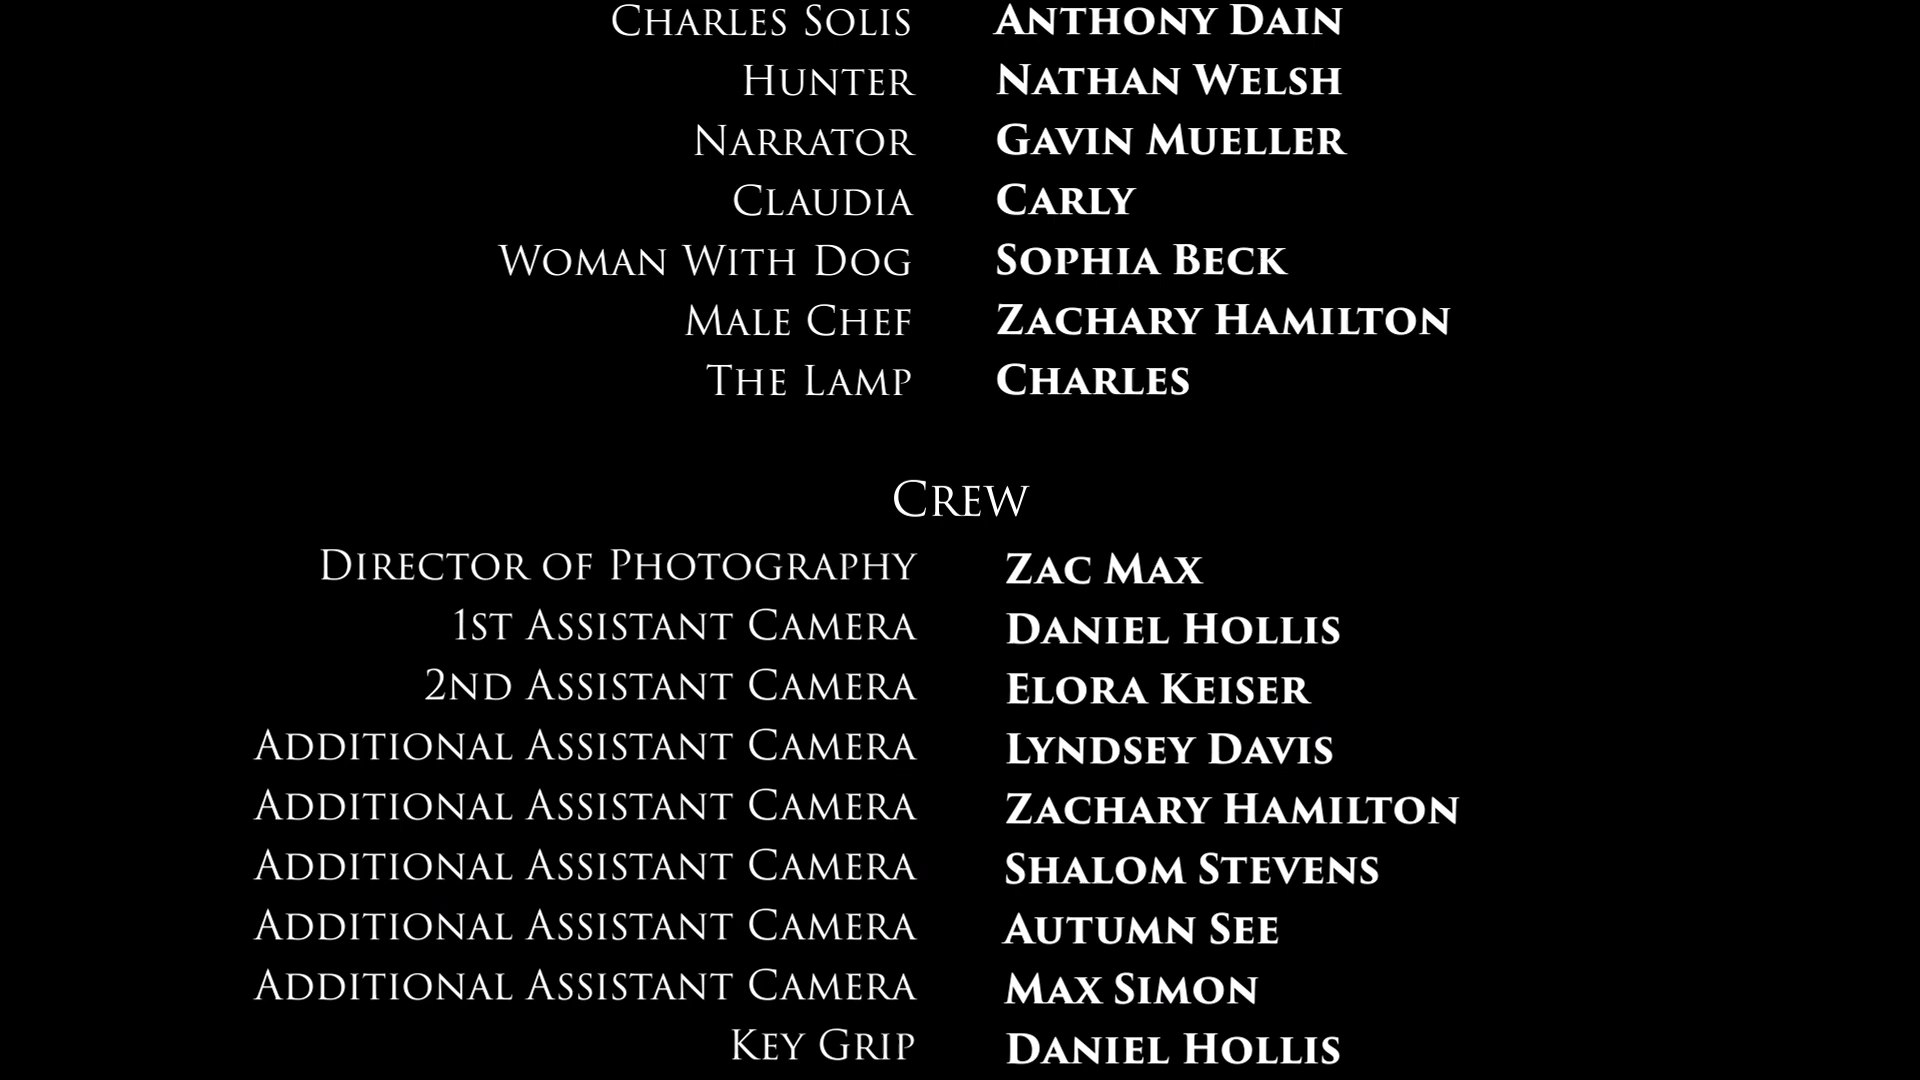 Charles Solis Anthony Dain
Hunter Nathan Welsh
Narrator Gavin Mueller
Claudia Carly
Woman With Dog Sophia Beck
Male Chef Zachary Hamilton
The Lamp Charles
Crew
Director of Photography Zac Max
1st Assistant Camera Daniel Hollis
2nd Assistant Camera Elora Keiser
Additional Assistant Camera Lyndsey Davis
Additional Assistant Camera Zachary Hamilton
Additional Assistant Camera Shalom Stevens
Additional Assistant Camera Autumn See
Additional Assistant Camera Max Simon
Key Grip Daniel Hollis